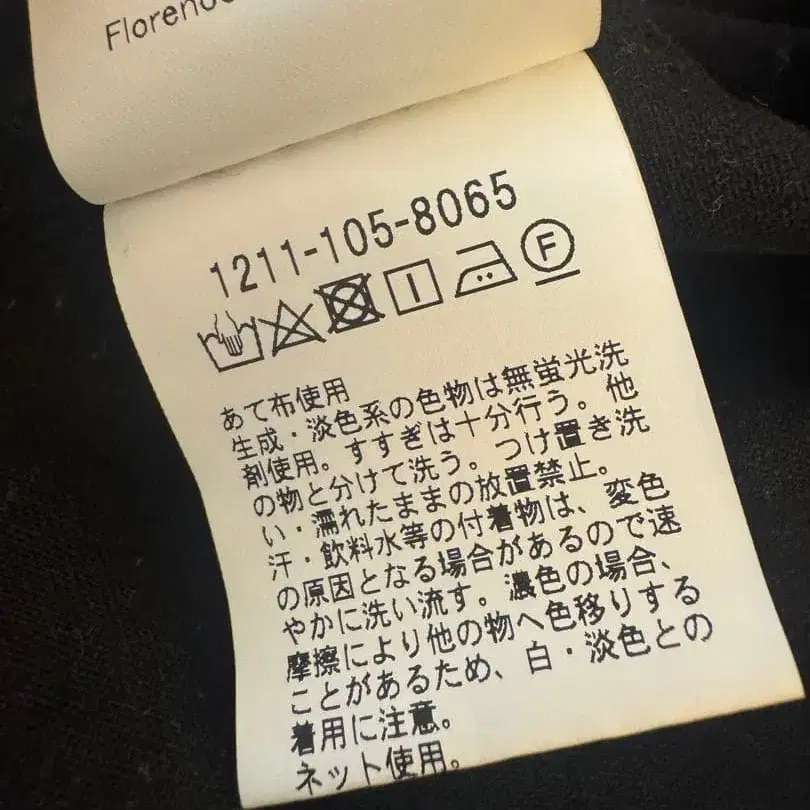 1211-105-8065
F
あて布使用
生成・淡色系の色物は無蛍光洗
剤使用。すすぎは十分行う。他
の物と分けて洗う。つけ置き洗
い・濡れたままの放置禁止。
汗・飲料水等の付着物は、変色
の原因となる場合があるので速
やかに洗い流す。濃色の場合、
摩擦により他の物へ色移りする
ことがあるため、白・淡色との
着用に注意。
ネット使用。